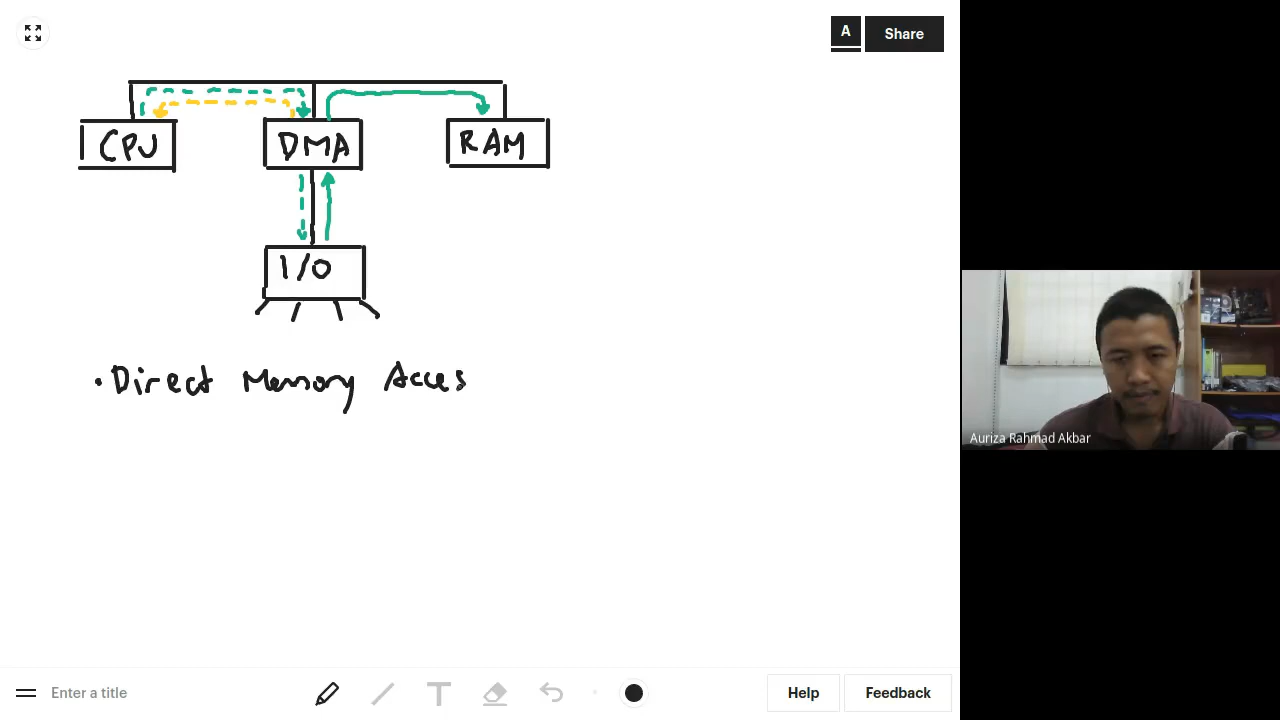 A
Share
CPU
DMA
RAM
I/O
• Direct Memory Acces
Auriza Rahmad Akbar
Enter a title
T
Help
Feedback